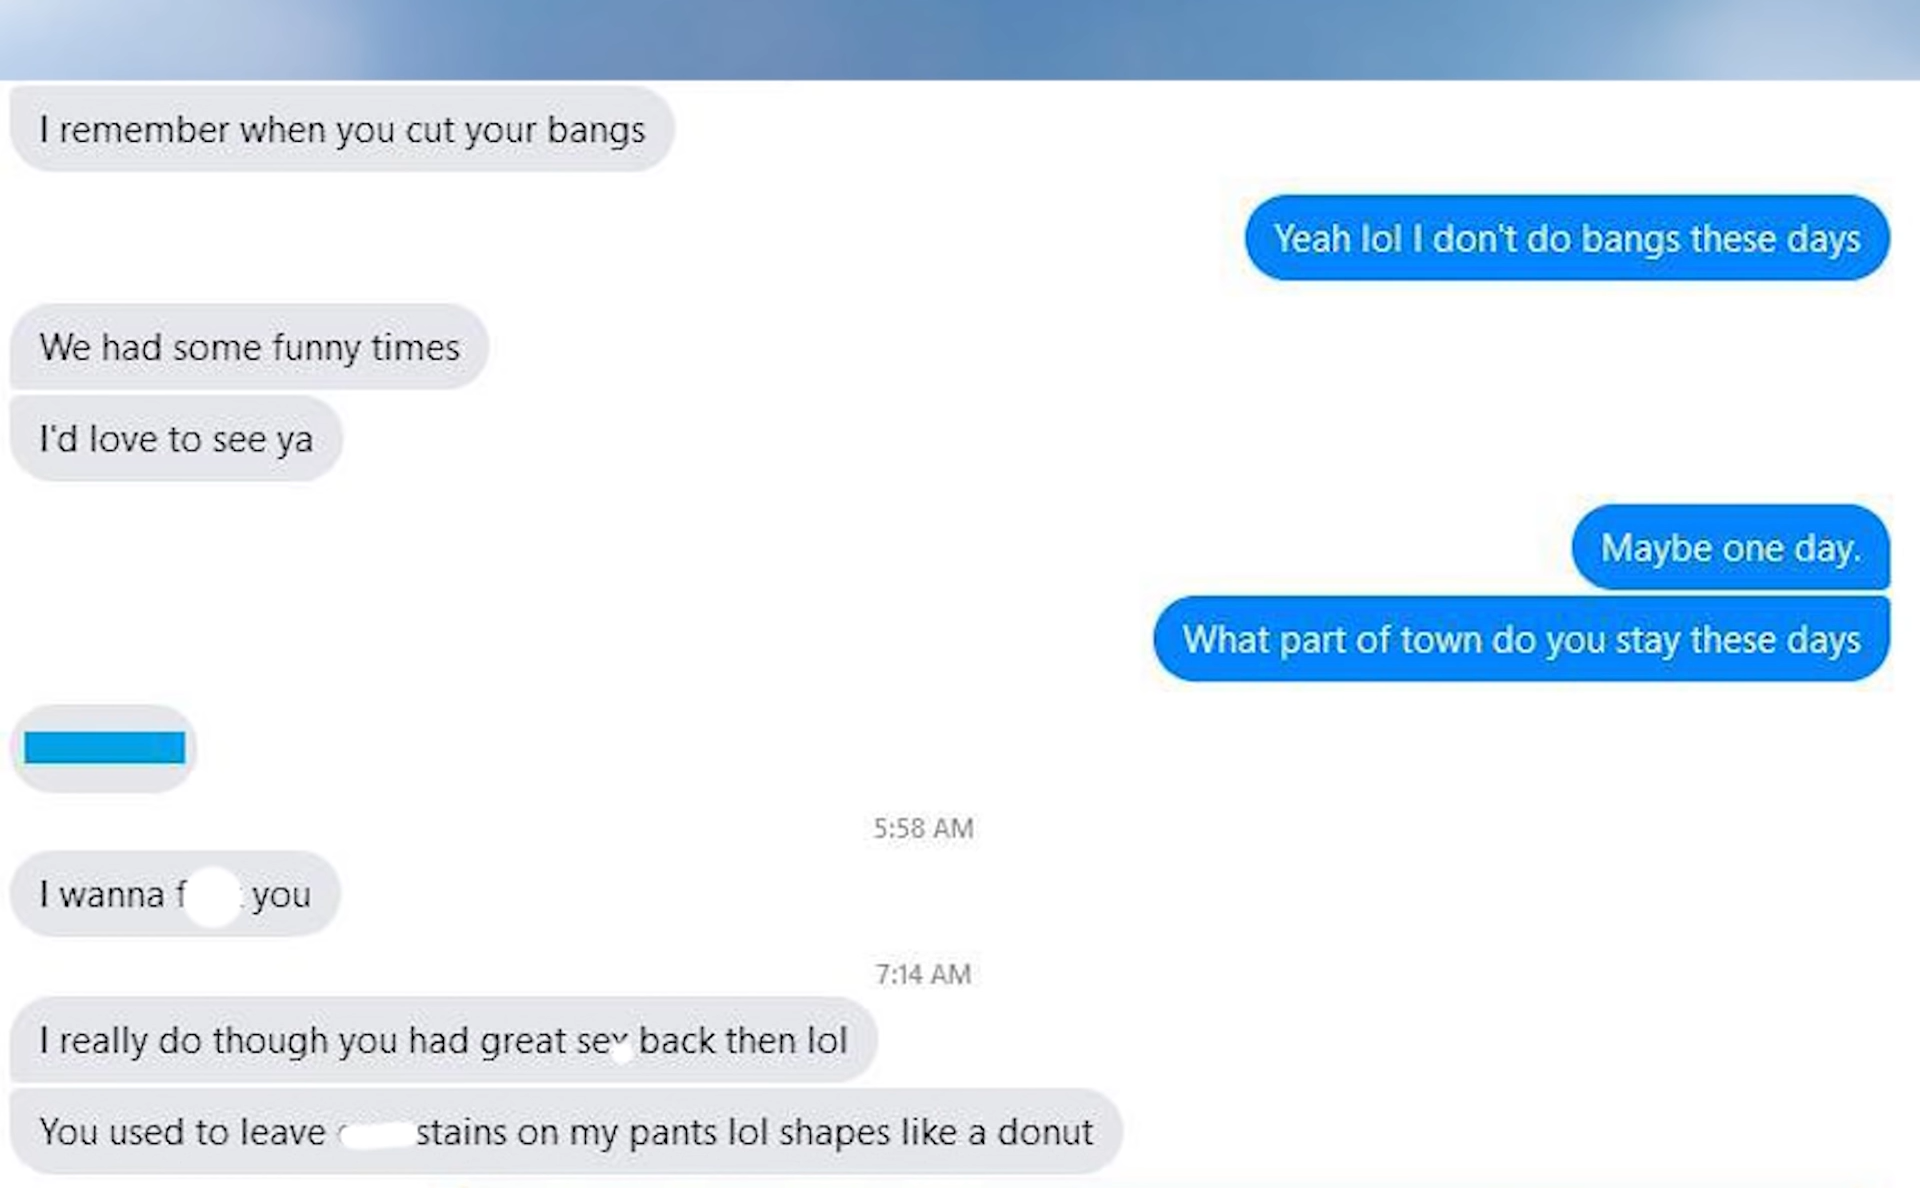 I remember when you cut your bangs
Yeah lol I don't do bangs these days
We had some funny times
I'd love to see ya
Maybe one day.
What part of town do you stay these days
5:58 AM
I wanna f you
7:14 AM
I really do though you had great sex back then lol
You used to leave stains on my pants lol shapes like a donut